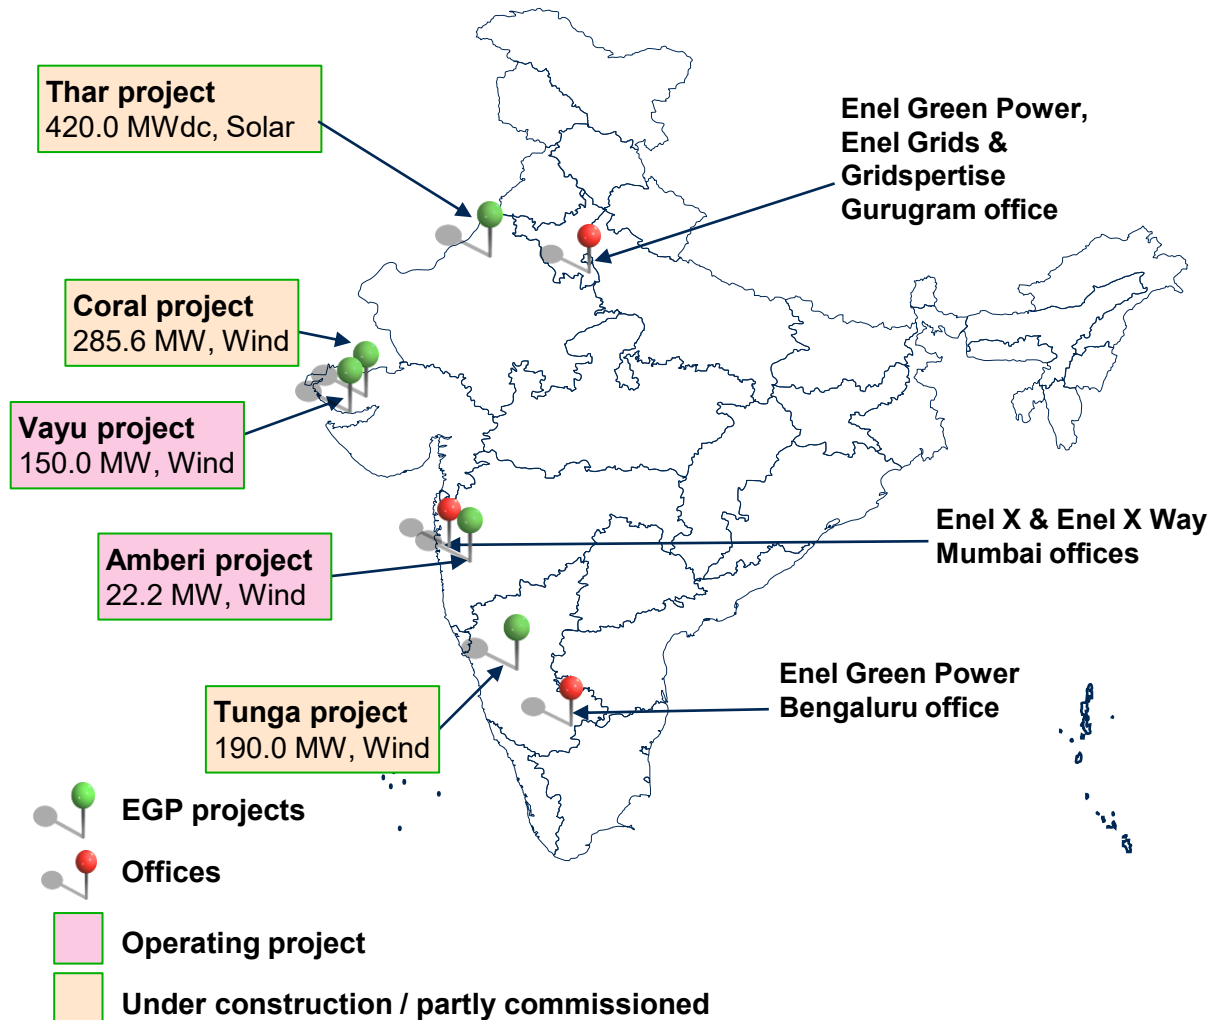 Thar project
420.0 MWdc, Solar
Enel Green Power,
Enel Grids &
Gridspertise
Gurugram office
Coral project
285.6 MW, Wind
Vayu project
150.0 MW, Wind
Enel X & Enel X Way
Mumbai offices
Amberi project
22.2 MW, Wind
Enel Green Power
Bengaluru office
Tunga project
190.0 MW, Wind
EGP projects
Offices
Operating project
Under construction / partly commissioned